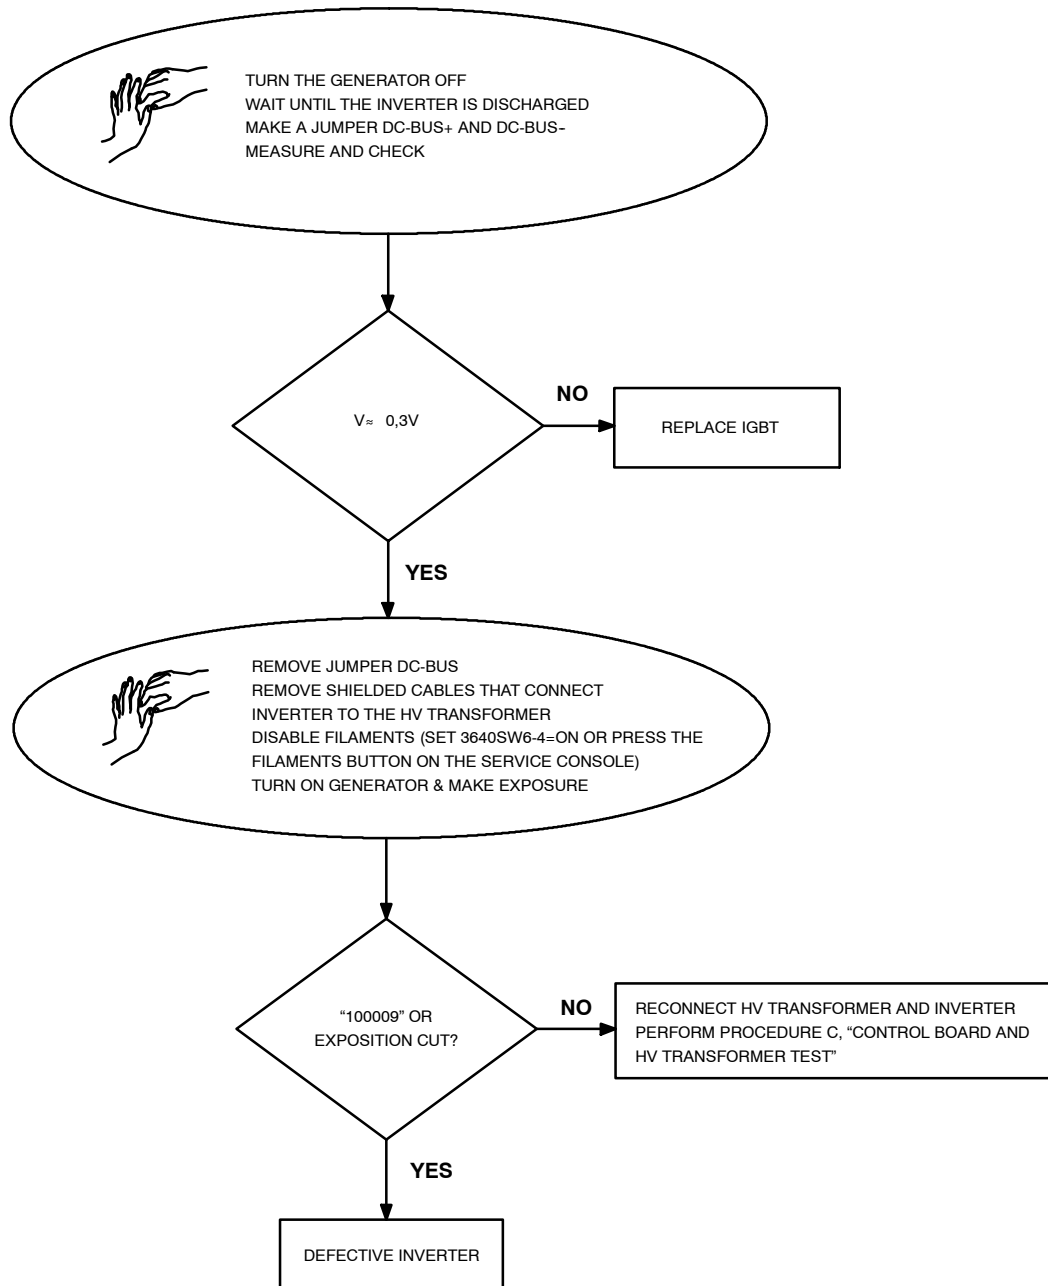 TURN THE GENERATOR OFF
WAIT UNTIL THE INVERTER IS DISCHARGED
MAKE A JUMPER DC-BUS+ AND DC-BUS-
MEASURE AND CHECK
V≈ 0,3V
NO
REPLACE IGBT
YES
REMOVE JUMPER DC-BUS
REMOVE SHIELDED CABLES THAT CONNECT
INVERTER TO THE HV TRANSFORMER
DISABLE FILAMENTS (SET 3640SW6-4=ON OR PRESS THE
FILAMENTS BUTTON ON THE SERVICE CONSOLE)
TURN ON GENERATOR & MAKE EXPOSURE
“100009” OR
EXPOSITION CUT?
NO
RECONNECT HV TRANSFORMER AND INVERTER
PERFORM PROCEDURE C, “CONTROL BOARD AND
HV TRANSFORMER TEST”
YES
DEFECTIVE INVERTER